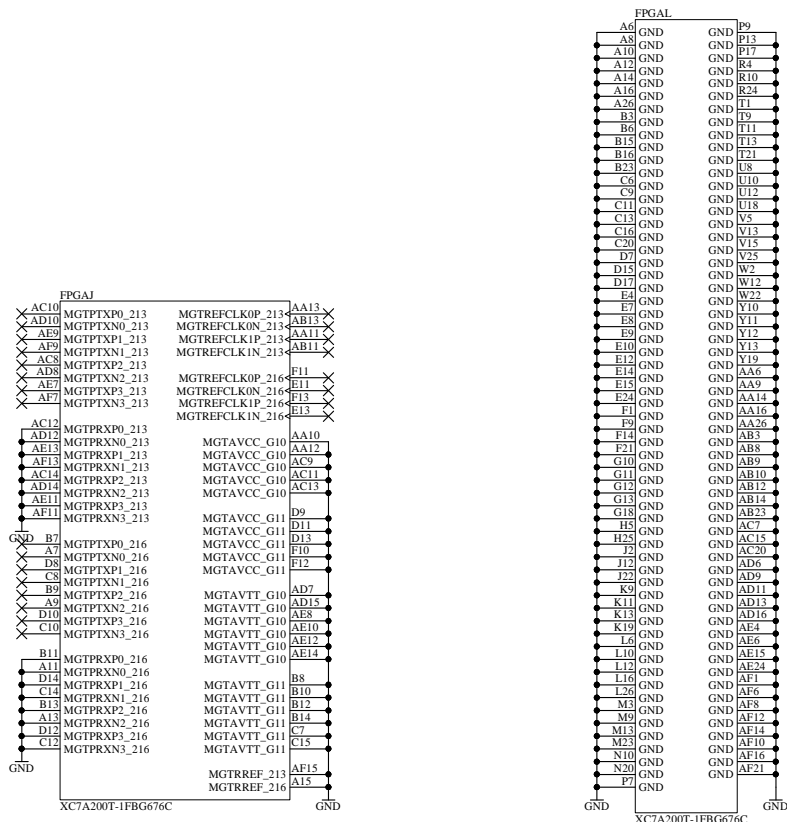 FPGAJ
AC10 MGTPTXP0_213 MGTREFCLK0P_213 AA13
AD10 MGTPTXN0_213 MGTREFCLK0N_213 AB13
AE9 MGTPTXP1_213 MGTREFCLK1P_213 AA11
AF9 MGTPTXN1_213 MGTREFCLK1N_213 AB11
AC8 MGTPTXP2_213
AD8 MGTPTXN2_213 MGTREFCLK0P_216 F11
AE7 MGTPTXP3_213 MGTREFCLK0N_216 E11
AF7 MGTPTXN3_213 MGTREFCLK1P_216 F13
MGTREFCLK1N_216 E13
AC12 MGTPRXP0_213
AD12 MGTPRXN0_213 MGTAVCC_G10 AA10
AE13 MGTPRXP1_213 MGTAVCC_G10 AA12
AF13 MGTPRXN1_213 MGTAVCC_G10 AC9
AC14 MGTPRXP2_213 MGTAVCC_G10 AC11
AD14 MGTPRXN2_213 MGTAVCC_G10 AC13
AE11 MGTPRXP3_213
AF11 MGTPRXN3_213 MGTAVCC_G11 D9
MGTAVCC_G11 D11
GND
B7 MGTPTXP0_216 MGTAVCC_G11 D13
A7 MGTPTXN0_216 MGTAVCC_G11 F10
D8 MGTPTXP1_216 MGTAVCC_G11 F12
C8 MGTPTXN1_216
B9 MGTPTXP2_216 MGTAVTT_G10 AD7
A9 MGTPTXN2_216 MGTAVTT_G10 AD15
D10 MGTPTXP3_216 MGTAVTT_G10 AE8
C10 MGTPTXN3_216 MGTAVTT_G10 AE10
MGTAVTT_G10 AE12
B11 MGTPRXP0_216 MGTAVTT_G10 AE14
A11 MGTPRXN0_216
D14 MGTPRXP1_216 MGTAVTT_G11 B8
C14 MGTPRXN1_216 MGTAVTT_G11 B10
B13 MGTPRXP2_216 MGTAVTT_G11 B12
A13 MGTPRXN2_216 MGTAVTT_G11 B14
D12 MGTPRXP3_216 MGTAVTT_G11 C7
C12 MGTPRXN3_216 MGTAVTT_G11 C15
GND
MGTRREF_213 AF15
MGTRREF_216 A15
GND
XC7A200T-1FBG676C
FPGAL
A6 GND GND P9
A8 GND GND P13
A10 GND GND P17
A12 GND GND R4
A14 GND GND R10
A16 GND GND R24
A26 GND GND T1
B3 GND GND T9
B6 GND GND T11
B15 GND GND T13
B16 GND GND T21
B23 GND GND U8
C6 GND GND U10
C9 GND GND U12
C11 GND GND U18
C13 GND GND V5
C16 GND GND V13
C20 GND GND V15
D7 GND GND V25
D15 GND GND W2
D17 GND GND W12
E4 GND GND W22
E7 GND GND Y10
E8 GND GND Y11
E9 GND GND Y12
E10 GND GND Y13
E12 GND GND Y19
E14 GND GND AA6
E15 GND GND AA9
E24 GND GND AA14
F1 GND GND AA16
F9 GND GND AA26
F14 GND GND AB3
F21 GND GND AB8
G10 GND GND AB9
G11 GND GND AB10
G12 GND GND AB12
G13 GND GND AB14
G18 GND GND AB23
H5 GND GND AC7
H25 GND GND AC15
J2 GND GND AC20
J12 GND GND AD6
J22 GND GND AD9
K9 GND GND AD11
K11 GND GND AD13
K13 GND GND AD16
K19 GND GND AE4
L6 GND GND AE6
L10 GND GND AE15
L12 GND GND AE24
L16 GND GND AF1
L26 GND GND AF6
M3 GND GND AF8
M9 GND GND AF12
M13 GND GND AF14
M23 GND GND AF10
N10 GND GND AF16
N20 GND GND AF21
P7 GND
GND GND
XC7A200T-1FBG676C